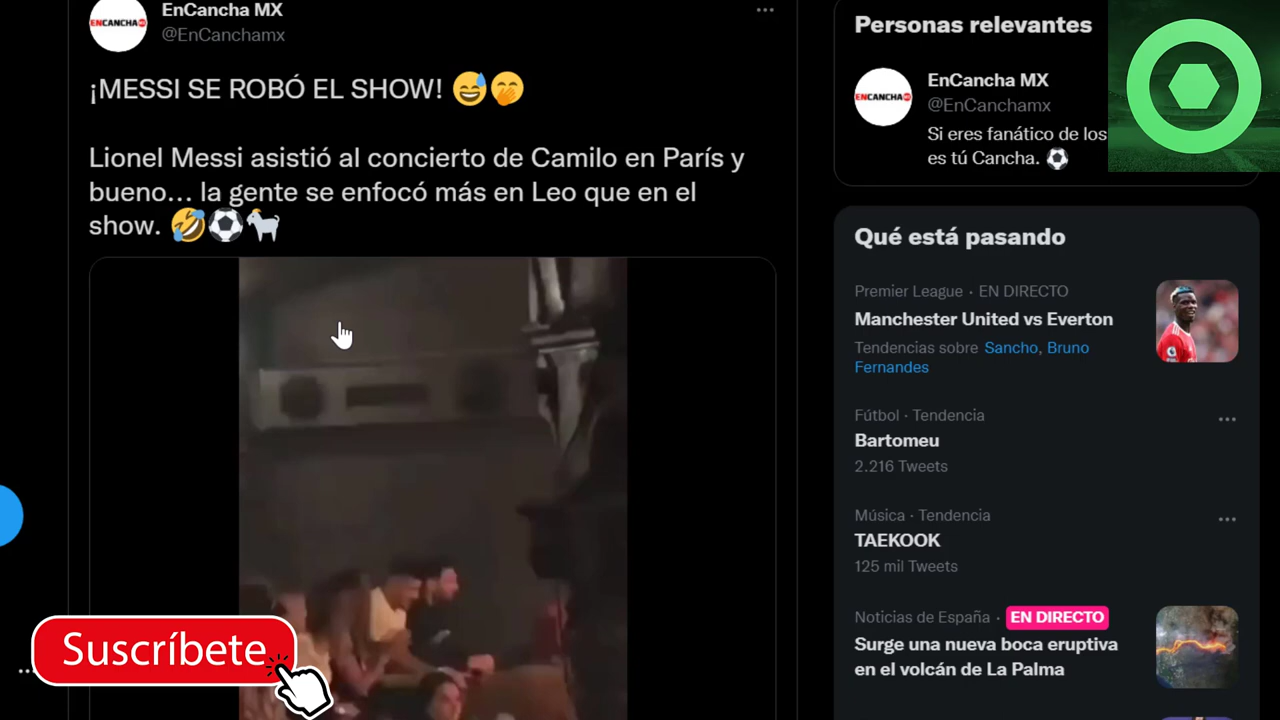 EnCancha MX
@EnCanchamx
ENCANCHAMX
¡MESSI SE ROBÓ EL SHOW! 😅🤭
Lionel Messi asistió al concierto de Camilo en París y
bueno... la gente se enfocó más en Leo que en el
show. 🤣⚽🐐
Suscríbete
Personas relevantes
EnCancha MX
@EnCanchamx
ENCANCHAMX
Si eres fanático de los
es tú Cancha. ⚽
Qué está pasando
Premier League · EN DIRECTO
Manchester United vs Everton
Tendencias sobre Sancho, Bruno
Fernandes
Fútbol · Tendencia
Bartomeu
2.216 Tweets
Música · Tendencia
TAEKOOK
125 mil Tweets
Noticias de España · EN DIRECTO
Surge una nueva boca eruptiva
en el volcán de La Palma